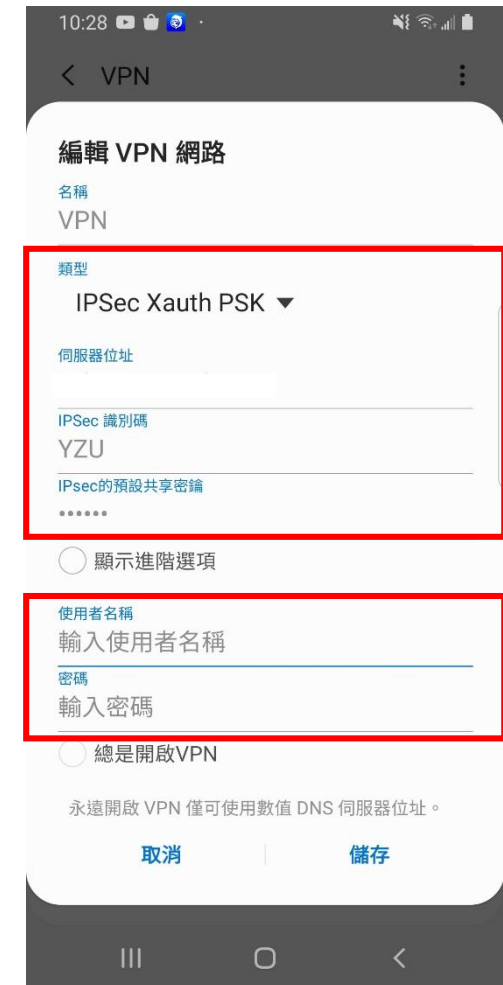 10:28
VPN
編輯 VPN 網路
名稱
VPN
類型
IPSec Xauth PSK
伺服器位址
IPSec 識別碼
YZU
IPsec的預設共享密鑰
••••••
顯示進階選項
使用者名稱
輸入使用者名稱
密碼
輸入密碼
總是開啟VPN
永遠開啟 VPN 僅可使用數值 DNS 伺服器位址。
取消 儲存